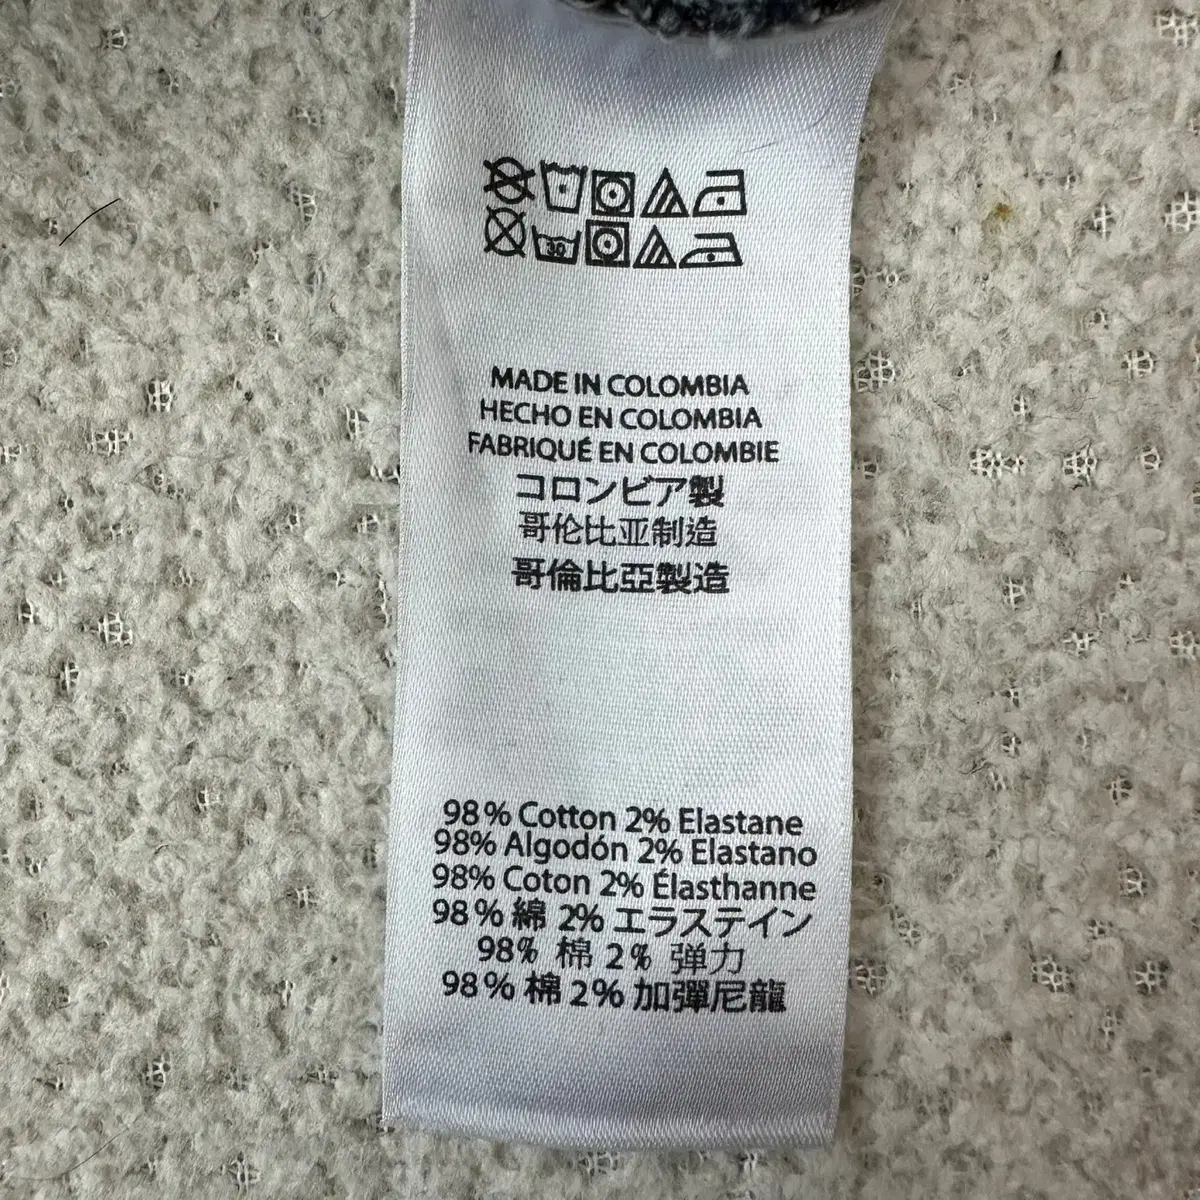 30
MADE IN COLOMBIA
HECHO EN COLOMBIA
FABRIQUÉ EN COLOMBIE
コロンビア製
哥伦比亚制造
哥倫比亞製造
98% Cotton 2% Elastane
98% Algodón 2% Elastano
98% Coton 2% Élasthanne
98% 綿 2% エラステイン
98% 棉 2% 弹力
98% 棉 2% 加彈尼龍